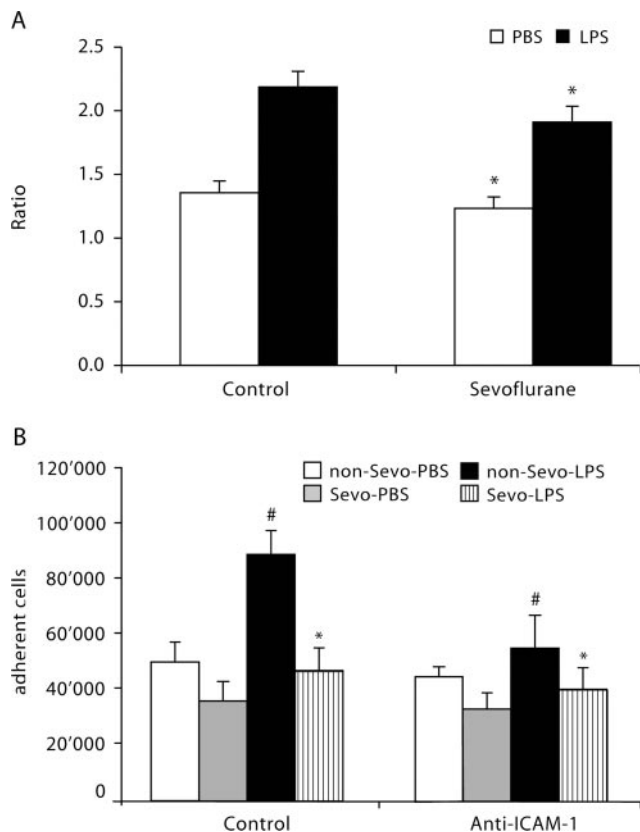 A
PBS LPS
2.5
2.0
1.5
1.0
0.5
0.0
Ratio
*
*
Control Sevoflurane
B
120’000
100’000
80’000
60’000
40’000
20’000
0
adherent cells
non-Sevo-PBS non-Sevo-LPS
Sevo-PBS Sevo-LPS
#
*
#
*
Control Anti-ICAM-1